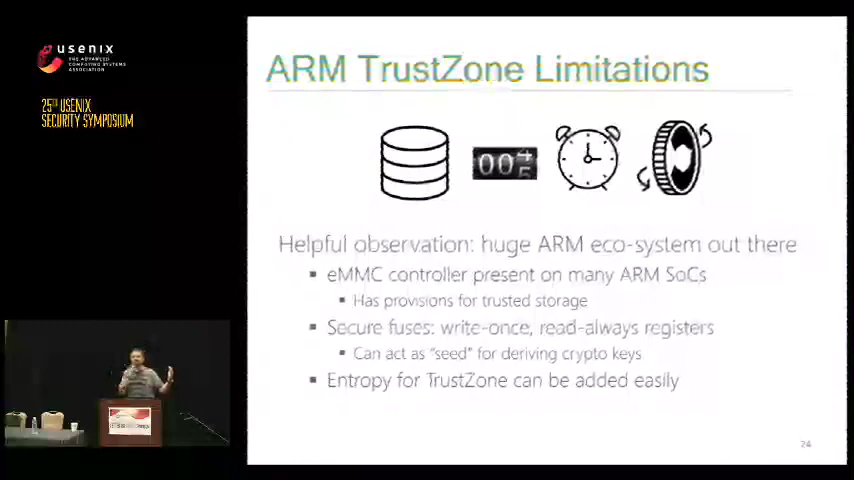 usenix
THE ADVANCED
COMPUTING SYSTEMS
ASSOCIATION
25TH USENIX
SECURITY SYMPOSIUM
ARM TrustZone Limitations
00
Helpful observation: huge ARM eco-system out there
▪ eMMC controller present on many ARM SoCs
▪ Has provisions for trusted storage
▪ Secure fuses: write-once, read-always registers
▪ Can act as “seed” for deriving crypto keys
▪ Entropy for TrustZone can be added easily
24